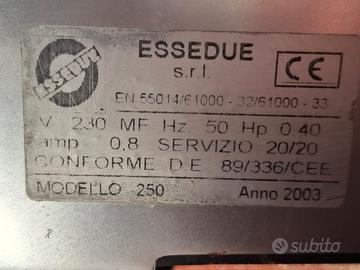 ESSEDUE
ESSEDUE
s.r.l.
CE
EN 55014/61000 - 32/61000 - 33
V 230 MF Hz. 50 Hp 0.40
amp 0,8 SERVIZIO 20/20
CONFORME D.E 89/336/CEE
MODELLO 250 Anno 2003
subito